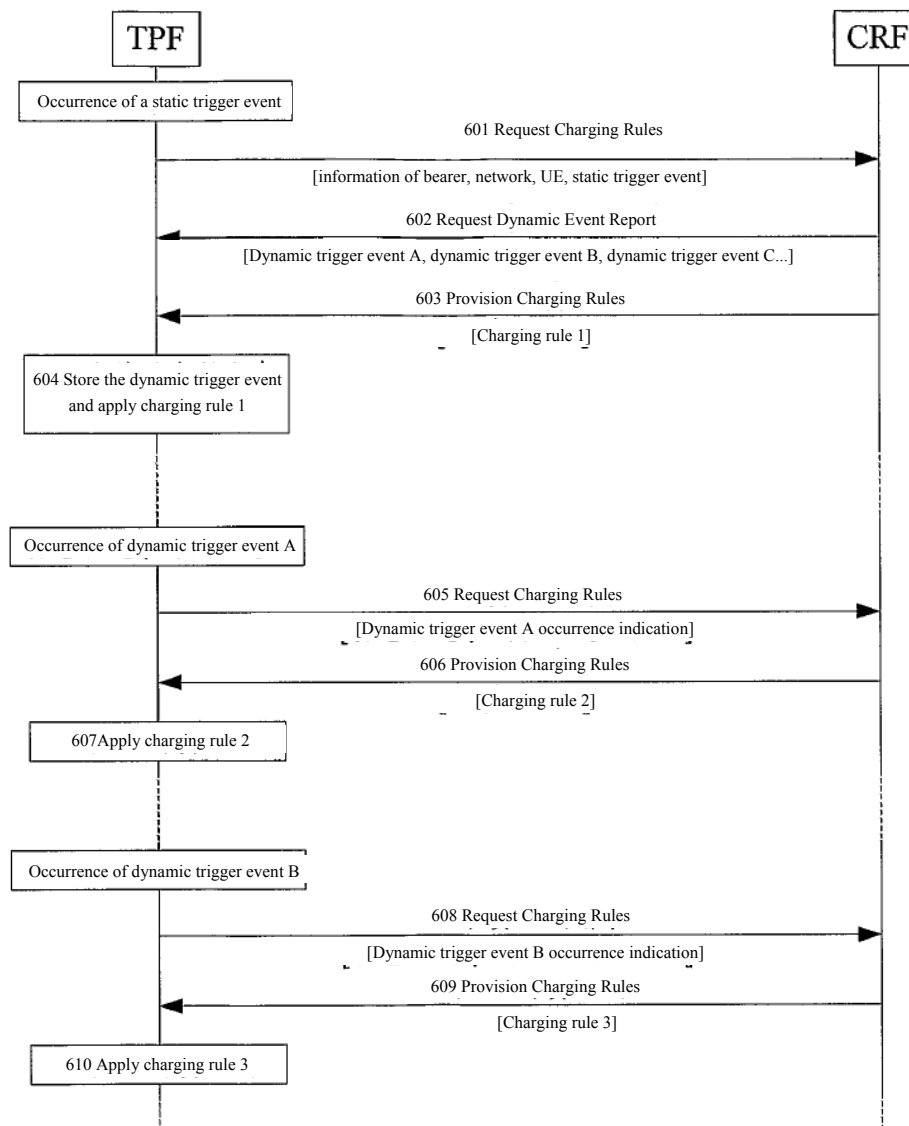 TPF
CRF
Occurrence of a static trigger event
601 Request Charging Rules
[information of bearer, network, UE, static trigger event]
602 Request Dynamic Event Report
[Dynamic trigger event A, dynamic trigger event B, dynamic trigger event C...]
603 Provision Charging Rules
[Charging rule 1]
604 Store the dynamic trigger event
and apply charging rule 1
Occurrence of dynamic trigger event A
605 Request Charging Rules
[Dynamic trigger event A occurrence indication]
606 Provision Charging Rules
[Charging rule 2]
607Apply charging rule 2
Occurrence of dynamic trigger event B
608 Request Charging Rules
[Dynamic trigger event B occurrence indication]
609 Provision Charging Rules
[Charging rule 3]
610 Apply charging rule 3